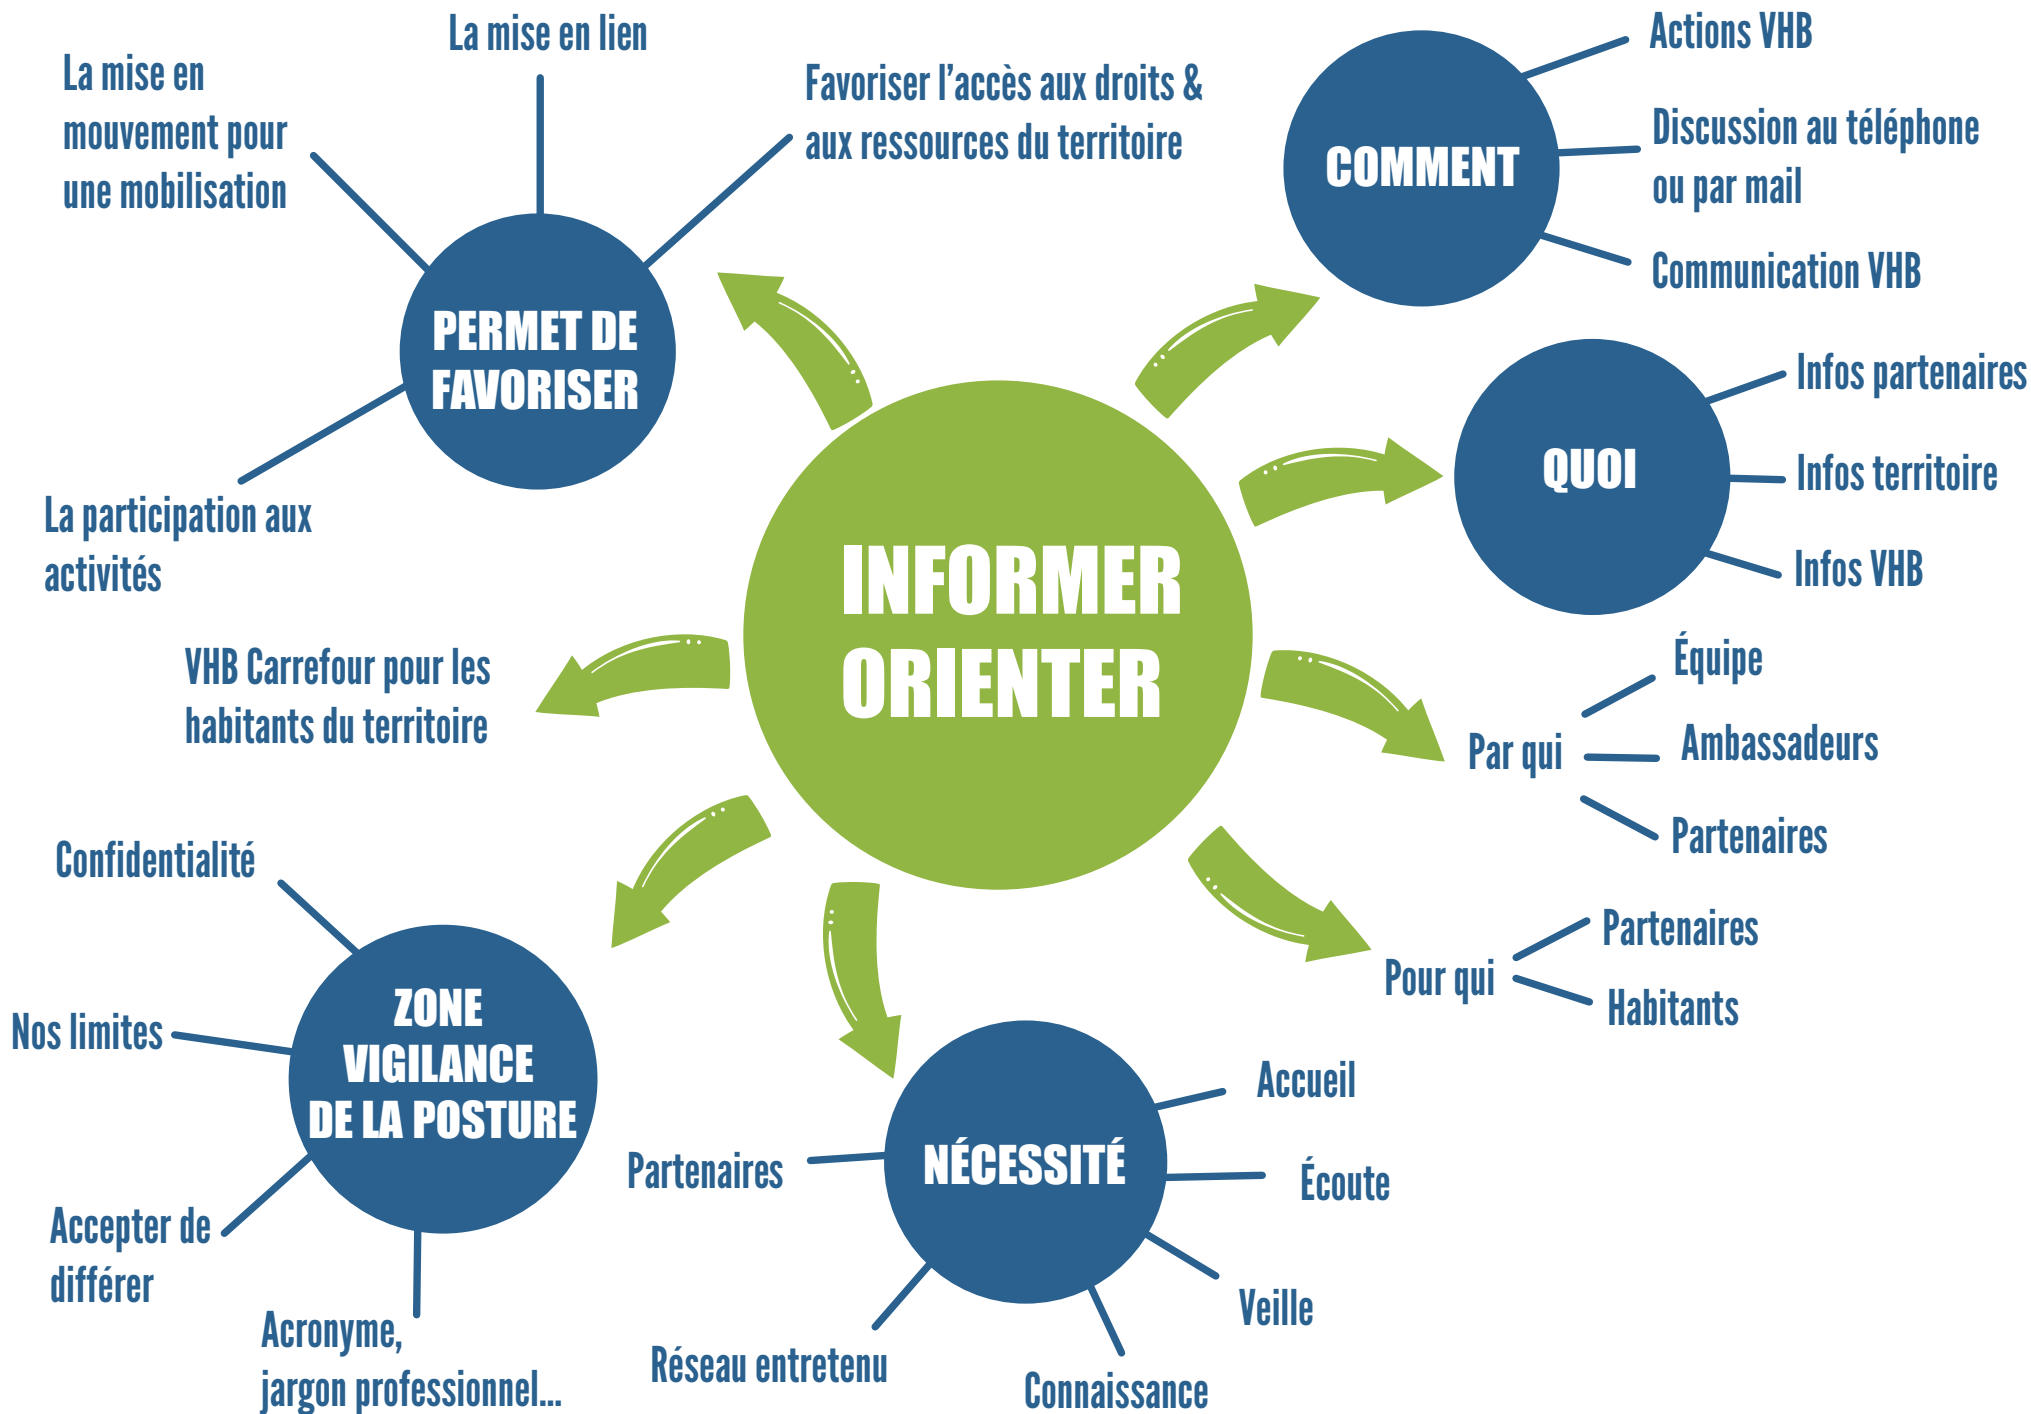 La mise en lien
La mise en
mouvement pour
une mobilisation
Favoriser l'accès aux droits &
aux ressources du territoire
PERMET DE
FAVORISER
La participation aux
activités
COMMENT
Actions VHB
Discussion au téléphone
ou par mail
Communication VHB
QUOI
Infos partenaires
Infos territoire
Infos VHB
INFORMER
ORIENTER
VHB Carrefour pour les
habitants du territoire
Par qui
Équipe
Ambassadeurs
Partenaires
Pour qui
Partenaires
Habitants
Confidentialité
Nos limites
ZONE
VIGILANCE
DE LA POSTURE
Accepter de
différer
Acronyme,
jargon professionnel...
NÉCESSITÉ
Accueil
Écoute
Veille
Connaissance
Réseau entretenu
Partenaires